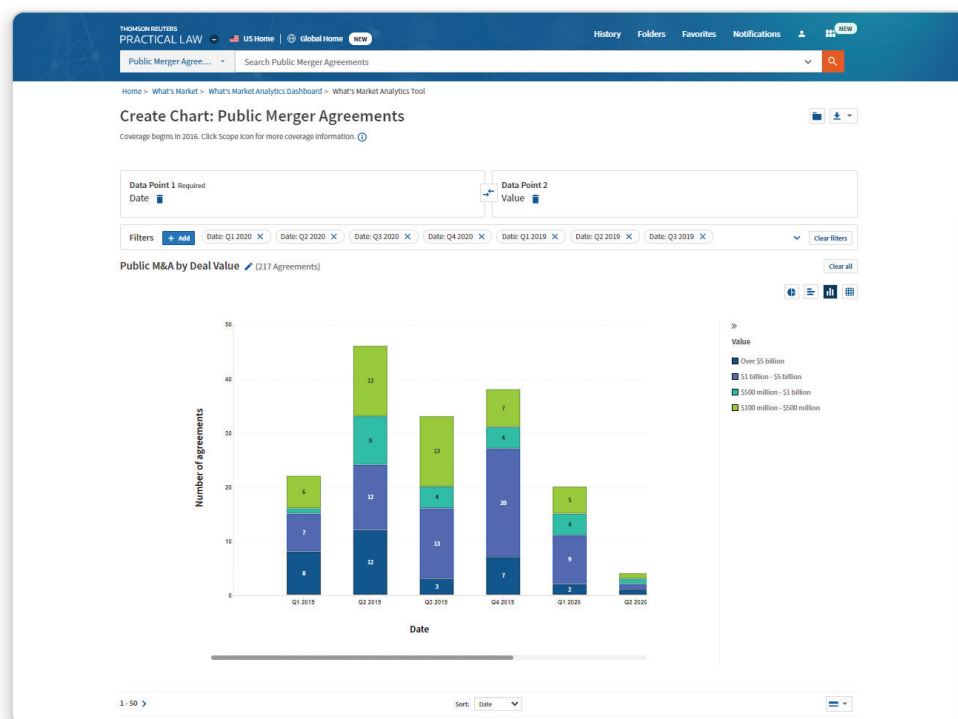 THOMSON REUTERS
PRACTICAL LAW US Home | Global Home NEW History Folders Favorites Notifications NEW
Public Merger Agree... Search Public Merger Agreements
Home > What's Market > What's Market Analytics Dashboard > What's Market Analytics Tool
Create Chart: Public Merger Agreements
Coverage begins in 2016. Click Scope icon for more coverage information.
Data Point 1 Required Data Point 2
Date Value
Filters + Add Date: Q1 2020 X Date: Q2 2020 X Date: Q3 2020 X Date: Q4 2020 X Date: Q1 2019 X Date: Q2 2019 X Date: Q3 2019 X Clear filters
Public M&A by Deal Value (217 Agreements) Clear all
Number of agreements
50
40
30
20
10
0
6
7
8
13
9
12
12
13
4
13
3
7
4
20
7
5
4
9
2
Q1 2019 Q2 2019 Q3 2019 Q4 2019 Q1 2020 Q2 2020
Date
Value
Over $5 billion
$1 billion - $5 billion
$500 million - $1 billion
$100 million - $500 million
1 - 50 Sort: Date